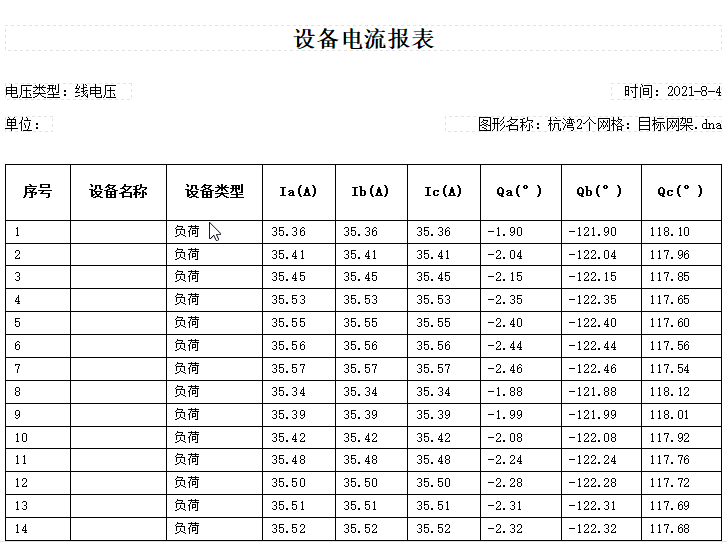 设备电流报表
电压类型：线电压 时间：2021-8-4
单位： 图形名称：杭湾2个网格：目标网架.dna
序号 设备名称 设备类型 Ia(A) Ib(A) Ic(A) Qa(°) Qb(°) Qc(°)
1 负荷 35.36 35.36 35.36 -1.90 -121.90 118.10
2 负荷 35.41 35.41 35.41 -2.04 -122.04 117.96
3 负荷 35.45 35.45 35.45 -2.15 -122.15 117.85
4 负荷 35.53 35.53 35.53 -2.35 -122.35 117.65
5 负荷 35.55 35.55 35.55 -2.40 -122.40 117.60
6 负荷 35.56 35.56 35.56 -2.44 -122.44 117.56
7 负荷 35.57 35.57 35.57 -2.46 -122.46 117.54
8 负荷 35.34 35.34 35.34 -1.88 -121.88 118.12
9 负荷 35.39 35.39 35.39 -1.99 -121.99 118.01
10 负荷 35.42 35.42 35.42 -2.08 -122.08 117.92
11 负荷 35.48 35.48 35.48 -2.24 -122.24 117.76
12 负荷 35.50 35.50 35.50 -2.28 -122.28 117.72
13 负荷 35.51 35.51 35.51 -2.31 -122.31 117.69
14 负荷 35.52 35.52 35.52 -2.32 -122.32 117.68